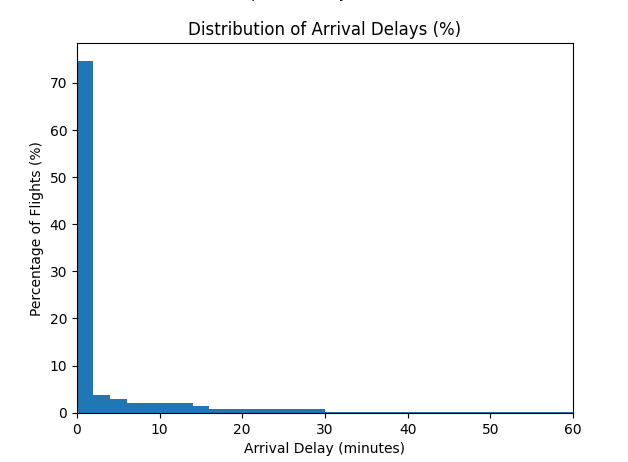 Distribution of Arrival Delays (%)
Percentage of Flights (%)
70
60
50
40
30
20
10
0
0 10 20 30 40 50 60
Arrival Delay (minutes)